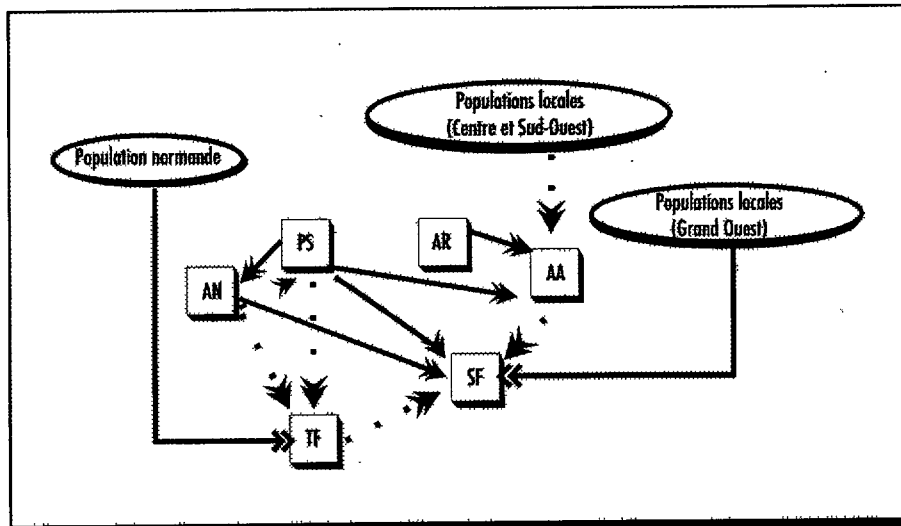 Populations locales
(Centre et Sud-Ouest)
Population normande
Populations locales
(Grand Ouest)
PS
AR
AA
AN
SF
TF